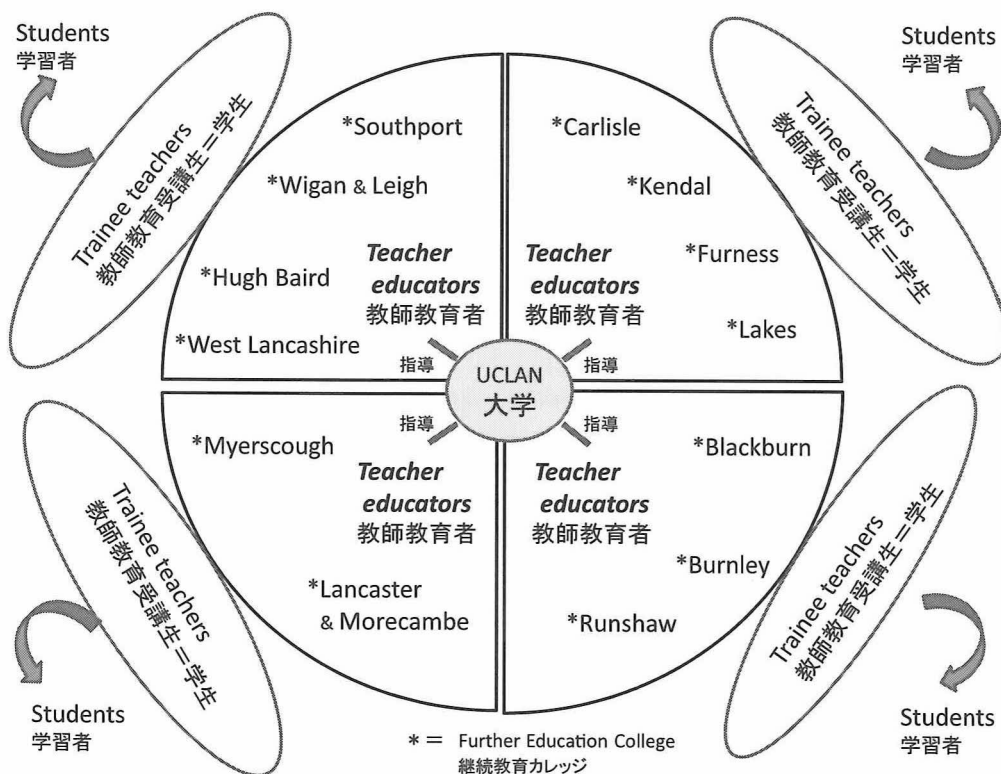 Students
学習者
Trainee teachers
教師教育受講生＝学生
*Southport
*Wigan & Leigh
*Hugh Baird
*West Lancashire
Teacher
educators
教師教育者
指導
Students
学習者
Trainee teachers
教師教育受講生＝学生
*Carlisle
*Kendal
*Furness
*Lakes
Teacher
educators
教師教育者
指導
UCLAN
大学
Students
学習者
Trainee teachers
教師教育受講生＝学生
*Myerscough
*Lancaster
& Morecambe
指導
Teacher
educators
教師教育者
Students
学習者
Trainee teachers
教師教育受講生＝学生
*Blackburn
*Burnley
*Runshaw
指導
Teacher
educators
教師教育者
* = Further Education College
継続教育カレッジ